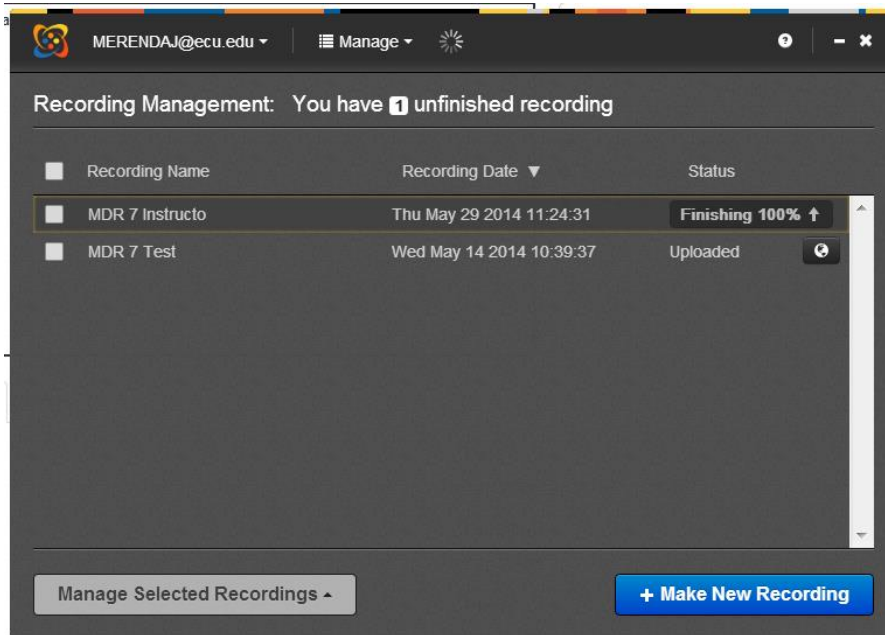 MERENDAJ@ecu.edu Manage
Recording Management: You have 1 unfinished recording
Recording Name Recording Date ▼ Status
MDR 7 Instructo Thu May 29 2014 11:24:31 Finishing 100%
MDR 7 Test Wed May 14 2014 10:39:37 Uploaded
Manage Selected Recordings + Make New Recording